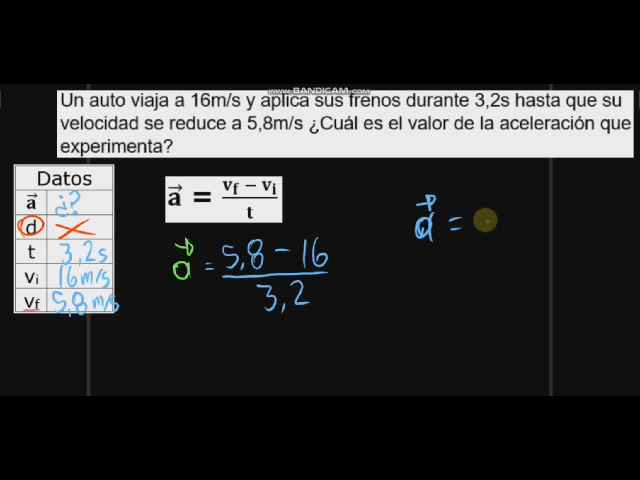 www.BANDICAM.com
Un auto viaja a 16m/s y aplica sus frenos durante 3,2s hasta que su
velocidad se reduce a 5,8m/s ¿Cuál es el valor de la aceleración que
experimenta?
Datos
a⃗ ¿?
d X
t 3,2s
vᵢ 16m/s
v_f 5,8m/s
a⃗ = (v_f − vᵢ)/t
a⃗ = (5,8 − 16)/3,2
a⃗ =